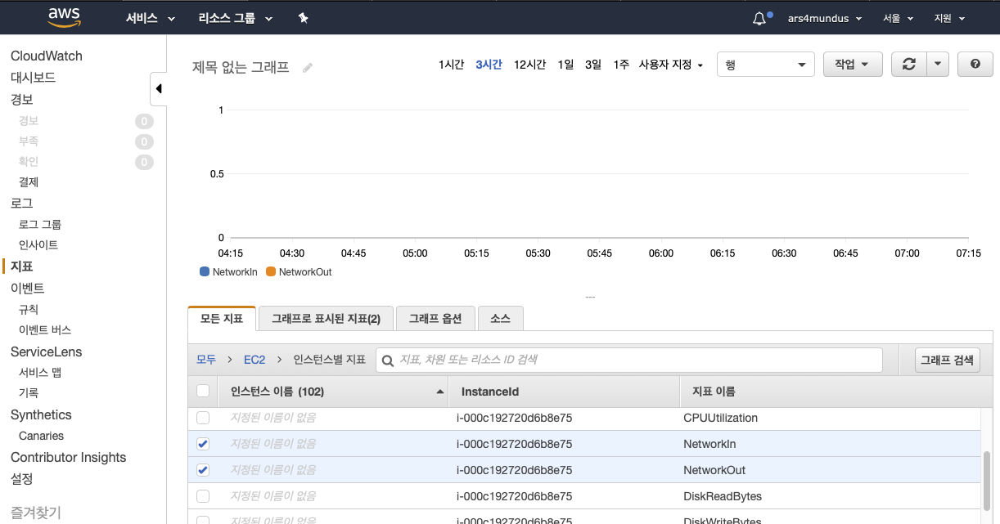 aws 서비스 리소스 그룹 ars4mundus 서울 지원
CloudWatch
대시보드
경보
경보 0
부족 0
확인 0
결제
로그
로그 그룹
인사이트
지표
이벤트
규칙
이벤트 버스
ServiceLens
서비스 맵
기록
Synthetics
Canaries
Contributor Insights
설정
즐겨찾기
제목 없는 그래프 1시간 3시간 12시간 1일 3일 1주 사용자 지정 행 작업 ?
1
0.5
0
04:15 04:30 04:45 05:00 05:15 05:30 05:45 06:00 06:15 06:30 06:45 07:00 07:15
NetworkIn NetworkOut
모든 지표 그래프로 표시된 지표(2) 그래프 옵션 소스
모두 > EC2 > 인스턴스별 지표 지표, 차원 또는 리소스 ID 검색 그래프 검색
인스턴스 이름 (102) InstanceId 지표 이름
지정된 이름이 없음 i-000c192720d6b8e75 CPUUtilization
지정된 이름이 없음 i-000c192720d6b8e75 NetworkIn
지정된 이름이 없음 i-000c192720d6b8e75 NetworkOut
지정된 이름이 없음 i-000c192720d6b8e75 DiskReadBytes
지정된 이름이 없음 i-000c192720d6b8e75 DiskWriteBytes